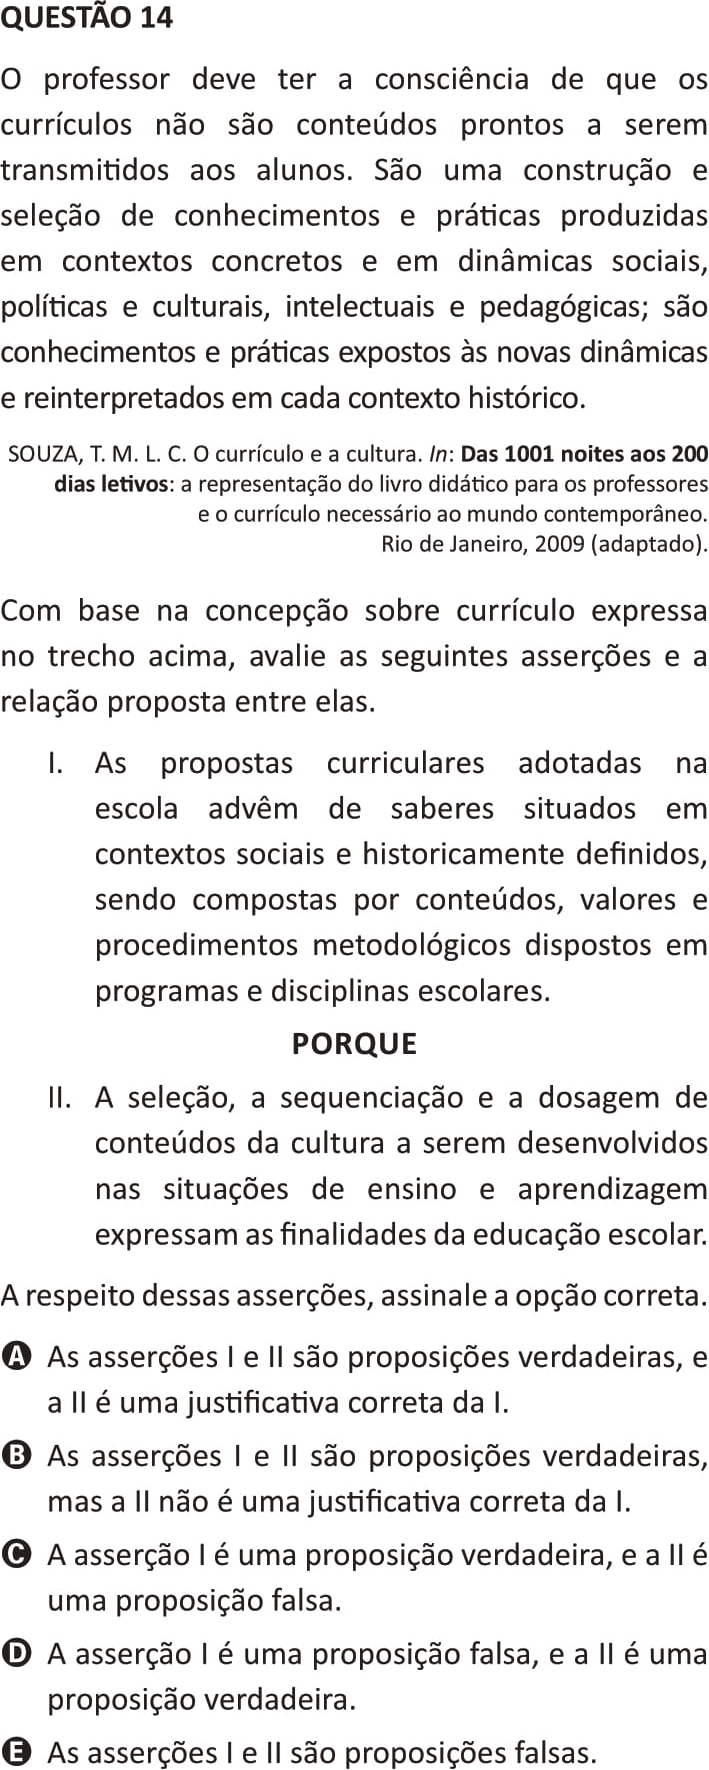 QUESTÃO 14
O professor deve ter a consciência de que os
currículos não são conteúdos prontos a serem
transmitidos aos alunos. São uma construção e
seleção de conhecimentos e práticas produzidas
em contextos concretos e em dinâmicas sociais,
políticas e culturais, intelectuais e pedagógicas; são
conhecimentos e práticas expostos às novas dinâmicas
e reinterpretados em cada contexto histórico.
SOUZA, T. M. L. C. O currículo e a cultura. In: Das 1001 noites aos 200
dias letivos: a representação do livro didático para os professores
e o currículo necessário ao mundo contemporâneo.
Rio de Janeiro, 2009 (adaptado).
Com base na concepção sobre currículo expressa
no trecho acima, avalie as seguintes asserções e a
relação proposta entre elas.
I. As propostas curriculares adotadas na
escola advêm de saberes situados em
contextos sociais e historicamente definidos,
sendo compostas por conteúdos, valores e
procedimentos metodológicos dispostos em
programas e disciplinas escolares.
PORQUE
II. A seleção, a sequenciação e a dosagem de
conteúdos da cultura a serem desenvolvidos
nas situações de ensino e aprendizagem
expressam as finalidades da educação escolar.
A respeito dessas asserções, assinale a opção correta.
A As asserções I e II são proposições verdadeiras, e
a II é uma justificativa correta da I.
B As asserções I e II são proposições verdadeiras,
mas a II não é uma justificativa correta da I.
C A asserção I é uma proposição verdadeira, e a II é
uma proposição falsa.
D A asserção I é uma proposição falsa, e a II é uma
proposição verdadeira.
E As asserções I e II são proposições falsas.